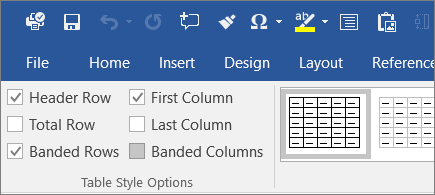 File Home Insert Design Layout Reference
Header Row First Column
Total Row Last Column
Banded Rows Banded Columns
Table Style Options